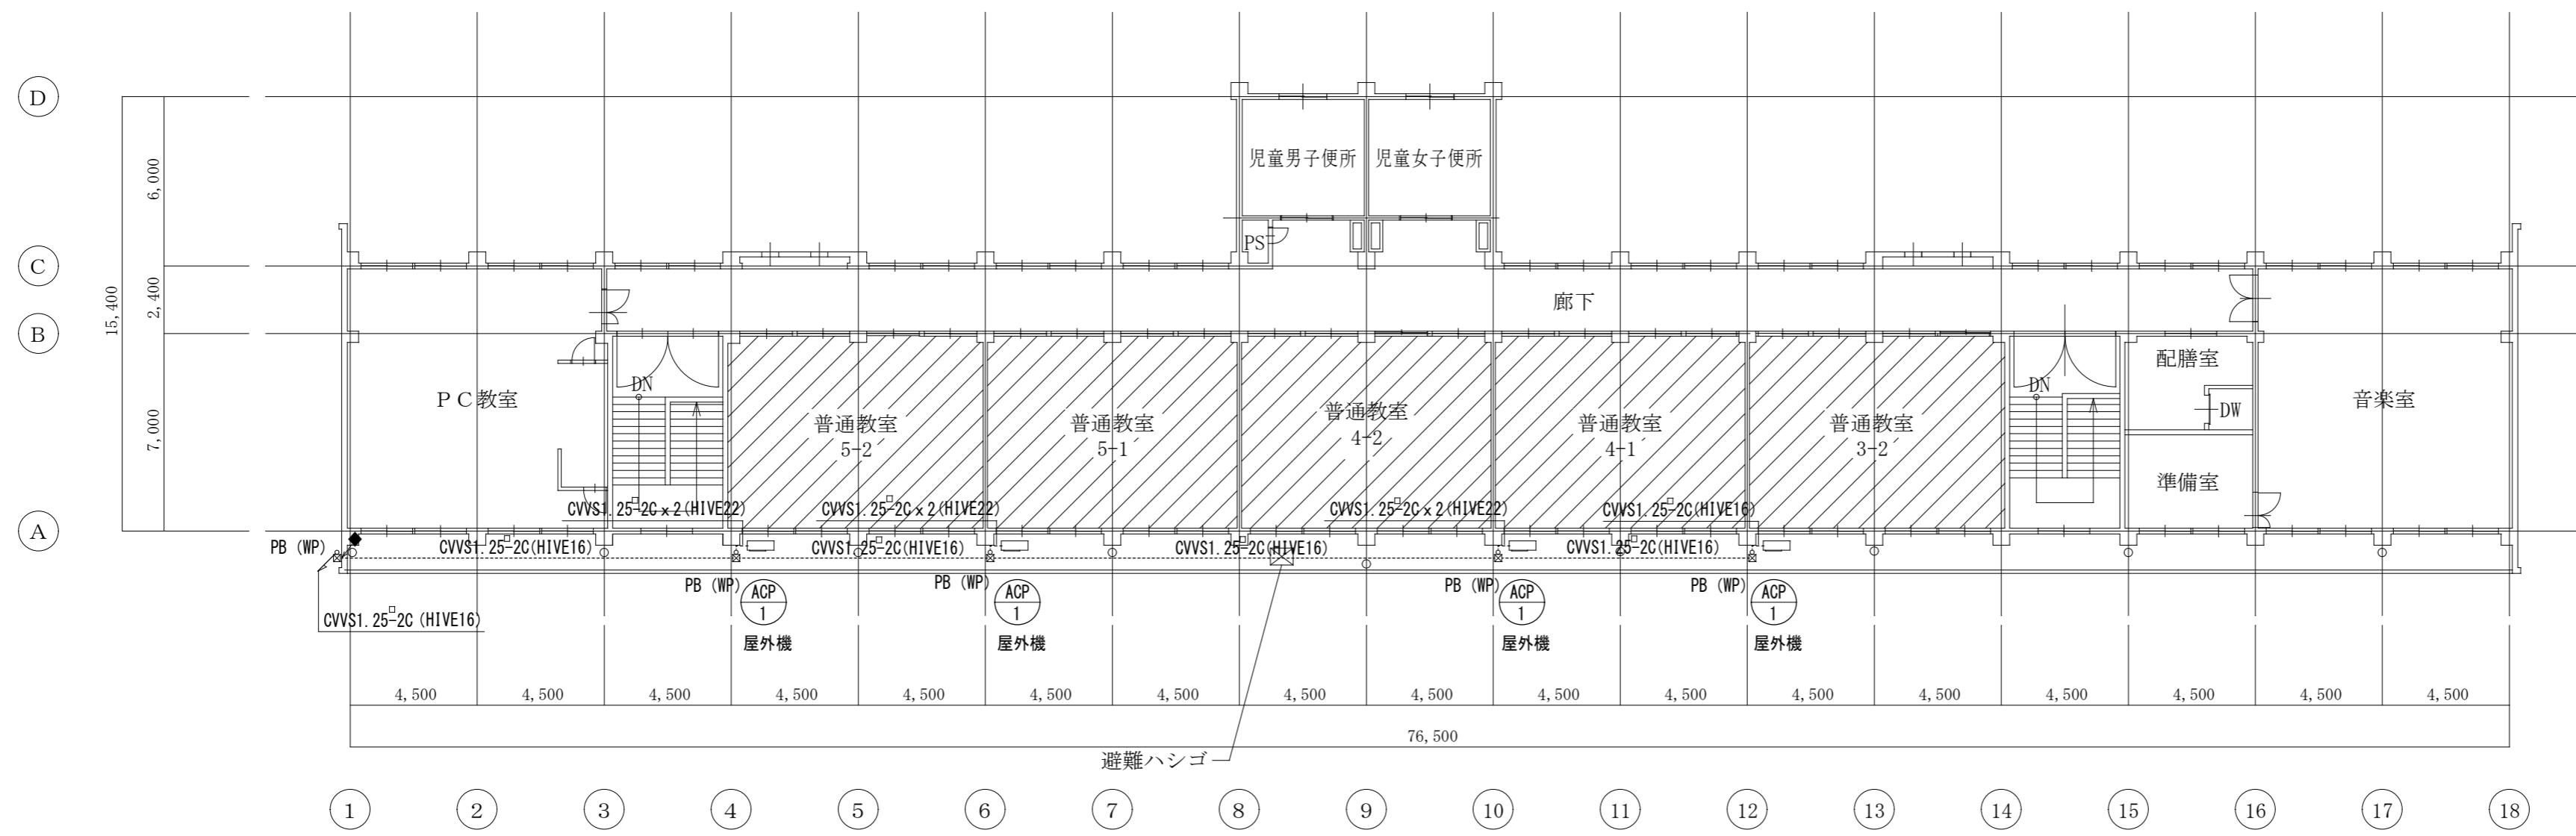 D
6,000
児童男子便所
児童女子便所
PS
C
15,400
2,400
廊下
B
配膳室
DN
DN
PC教室
音楽室
DW
7,000
普通教室
5-2
普通教室
5-1
普通教室
4-2
普通教室
4-1
普通教室
3-2
準備室
CVVS1.25□-2C×2(HIVE22)
CVVS1.25□-2C×2(HIVE22)
CVVS1.25□-2C×2(HIVE22)
CVVS1.25□-2C(HIVE16)
A
PB (WP)
CVVS1.25□-2C(HIVE16)
CVVS1.25□-2C(HIVE16)
CVVS1.25□-2C(HIVE16)
CVVS1.25□-2C(HIVE16)
PB (WP)
PB (WP)
PB (WP)
PB (WP)
ACP
1
ACP
1
ACP
1
ACP
1
CVVS1.25□-2C(HIVE16)
屋外機
屋外機
屋外機
屋外機
4,500 4,500 4,500 4,500 4,500 4,500 4,500 4,500 4,500 4,500 4,500 4,500 4,500 4,500 4,500 4,500 4,500
76,500
避難ハシゴ
1 2 3 4 5 6 7 8 9 10 11 12 13 14 15 16 17 18